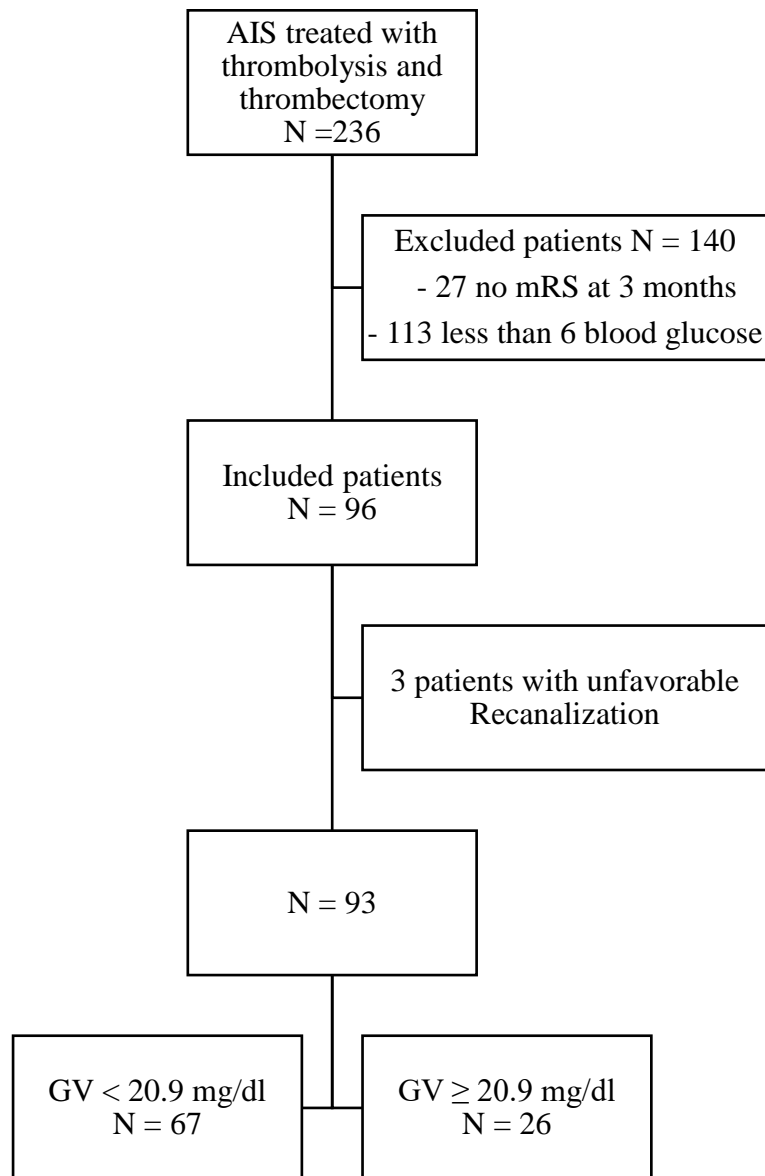 AIS treated with
thrombolysis and
thrombectomy
N =236
Excluded patients N = 140
- 27 no mRS at 3 months
- 113 less than 6 blood glucose
Included patients
N = 96
3 patients with unfavorable
Recanalization
N = 93
GV < 20.9 mg/dl
N = 67
GV ≥ 20.9 mg/dl
N = 26